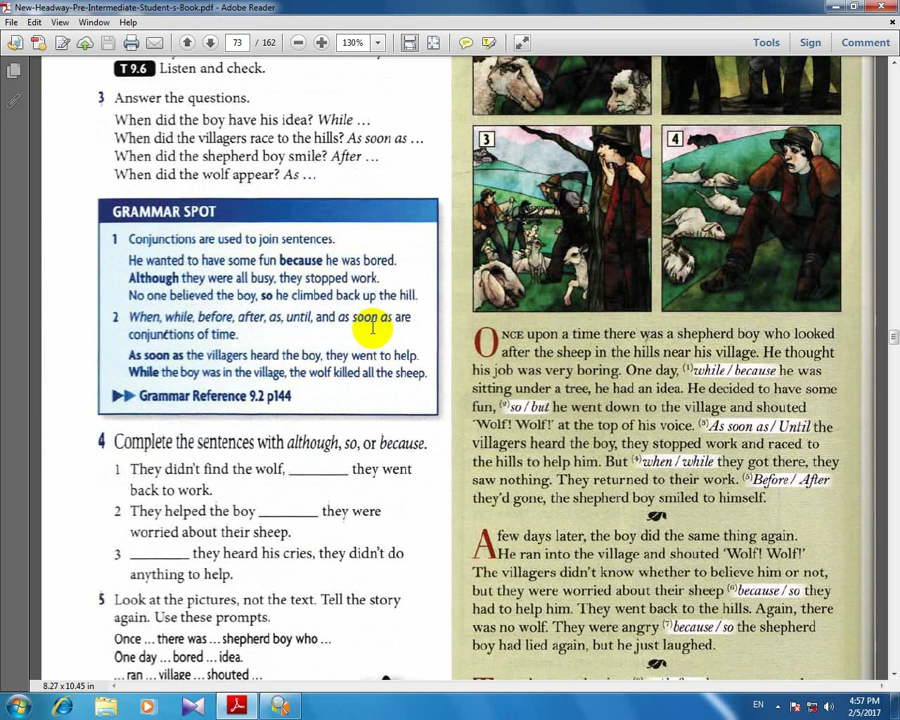 New-Headway-Pre-Intermediate-Student-s-Book.pdf - Adobe Reader
File Edit View Window Help
73 / 162 130% Tools Sign Comment
T 9.6 Listen and check.
3 Answer the questions.
When did the boy have his idea? While ...
When did the villagers race to the hills? As soon as ...
When did the shepherd boy smile? After ...
When did the wolf appear? As ...
GRAMMAR SPOT
1 Conjunctions are used to join sentences.
He wanted to have some fun because he was bored.
Although they were all busy, they stopped work.
No one believed the boy, so he climbed back up the hill.
2 When, while, before, after, as, until, and as soon as are
conjunctions of time.
As soon as the villagers heard the boy, they went to help.
While the boy was in the village, the wolf killed all the sheep.
Grammar Reference 9.2 p144
4 Complete the sentences with although, so, or because.
1 They didn't find the wolf, ________ they went
back to work.
2 They helped the boy ________ they were
worried about their sheep.
3 ________ they heard his cries, they didn't do
anything to help.
5 Look at the pictures, not the text. Tell the story
again. Use these prompts.
Once ... there was ... shepherd boy who ...
One day ... bored ... idea.
... ran ... village ... shouted ...
3
4
ONCE upon a time there was a shepherd boy who looked
after the sheep in the hills near his village. He thought
his job was very boring. One day, (1)while / because he was
sitting under a tree, he had an idea. He decided to have some
fun, (2)so / but he went down to the village and shouted
'Wolf! Wolf!' at the top of his voice. (3)As soon as / Until the
villagers heard the boy, they stopped work and raced to
the hills to help him. But (4)when / while they got there, they
saw nothing. They returned to their work. (5)Before / After
they'd gone, the shepherd boy smiled to himself.
A few days later, the boy did the same thing again.
He ran into the village and shouted 'Wolf! Wolf!'
The villagers didn't know whether to believe him or not,
but they were worried about their sheep (6)because / so they
had to help him. They went back to the hills. Again, there
was no wolf. They were angry (7)because / so the shepherd
boy had lied again, but he just laughed.
8.27 x 10.45 in
EN
4:57 PM
2/5/2017